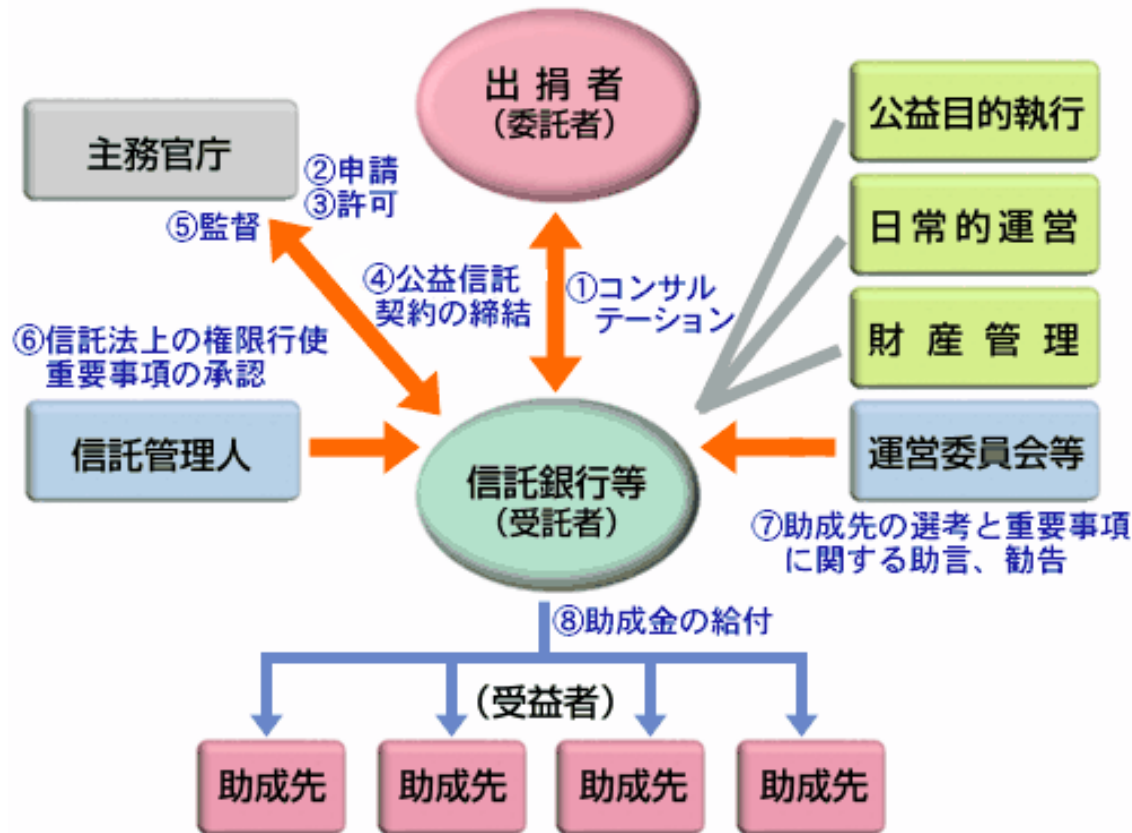 出捐者
(委託者)
主務官庁
②申請
③許可
⑤監督
公益目的執行
日常的運営
財産管理
④公益信託
契約の締結
①コンサル
テーション
⑥信託法上の権限行使
重要事項の承認
信託管理人
信託銀行等
(受託者)
運営委員会等
⑦助成先の選考と重要事項
に関する助言、勧告
⑧助成金の給付
(受益者)
助成先
助成先
助成先
助成先